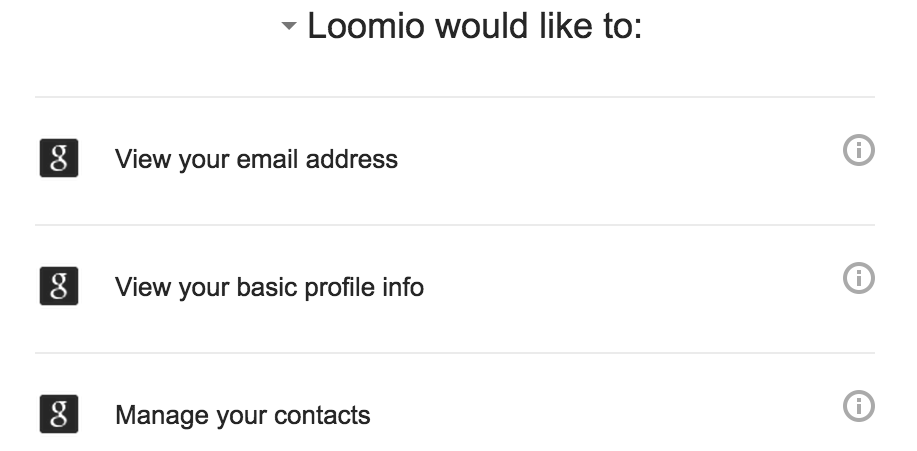 Loomio would like to:
g View your email address
g View your basic profile info
g Manage your contacts